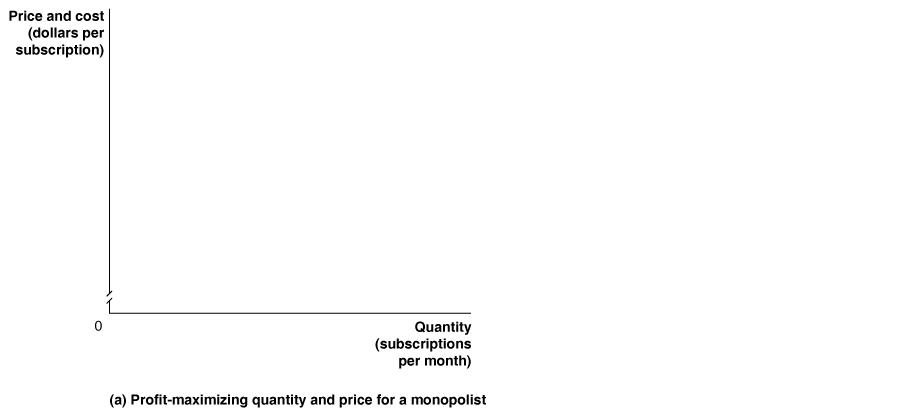 Price and cost
(dollars per
subscription)
0
Quantity
(subscriptions
per month)
(a) Profit-maximizing quantity and price for a monopolist